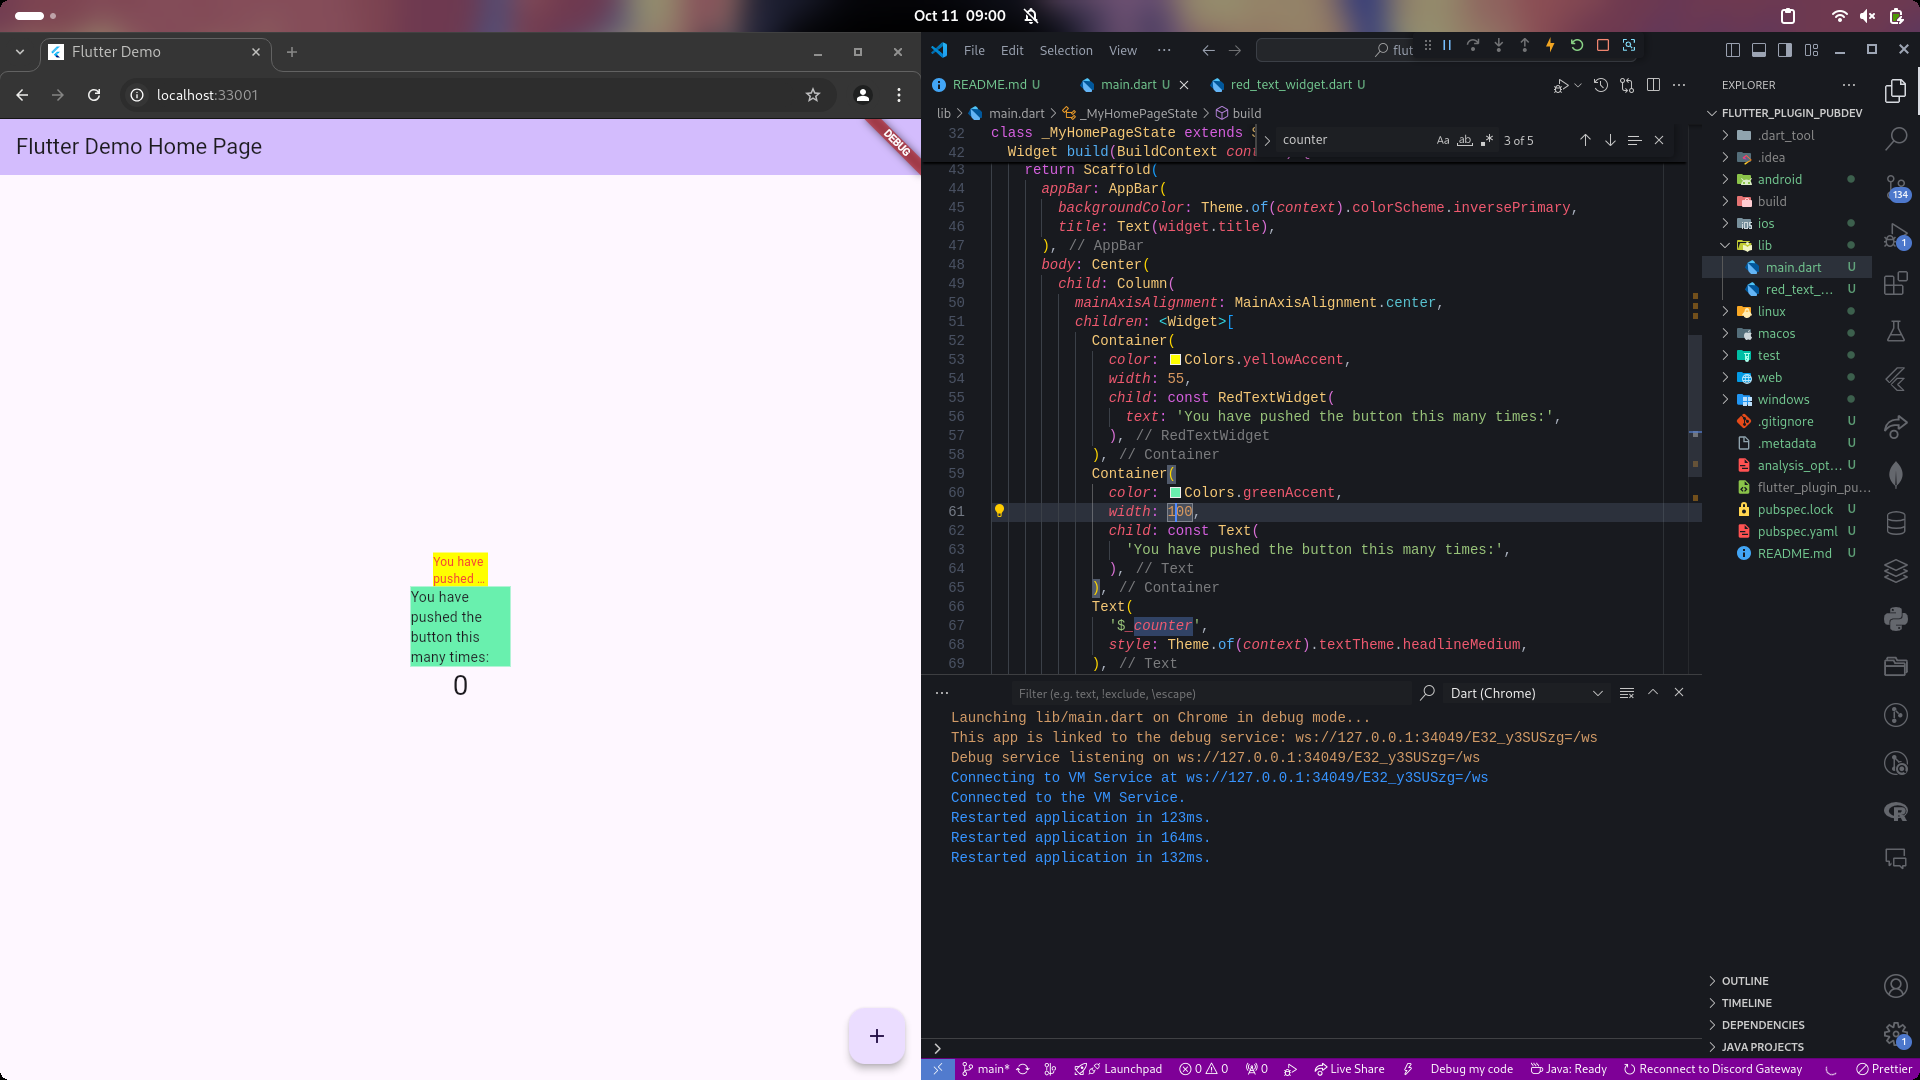 Oct 11 09:00
Flutter Demo
localhost:33001
Flutter Demo Home Page
DEBUG
You have
pushed ...
You have
pushed the
button this
many times:
0
+
File Edit Selection View ...
flut
README.md U
main.dart U
red_text_widget.dart U
lib > main.dart > _MyHomePageState > build
counter
Aa ab .* 3 of 5
32 class _MyHomePageState extends S
42 Widget build(BuildContext con
43 return Scaffold(
44 appBar: AppBar(
45 backgroundColor: Theme.of(context).colorScheme.inversePrimary,
46 title: Text(widget.title),
47 ), // AppBar
48 body: Center(
49 child: Column(
50 mainAxisAlignment: MainAxisAlignment.center,
51 children: <Widget>[
52 Container(
53 color: Colors.yellowAccent,
54 width: 55,
55 child: const RedTextWidget(
56 text: 'You have pushed the button this many times:',
57 ), // RedTextWidget
58 ), // Container
59 Container(
60 color: Colors.greenAccent,
61 width: 100,
62 child: const Text(
63 'You have pushed the button this many times:',
64 ), // Text
65 ), // Container
66 Text(
67 '$_counter',
68 style: Theme.of(context).textTheme.headlineMedium,
69 ), // Text
Filter (e.g. text, !exclude, \escape)
Dart (Chrome)
Launching lib/main.dart on Chrome in debug mode...
This app is linked to the debug service: ws://127.0.0.1:34049/E32_y3SUSzg=/ws
Debug service listening on ws://127.0.0.1:34049/E32_y3SUSzg=/ws
Connecting to VM Service at ws://127.0.0.1:34049/E32_y3SUSzg=/ws
Connected to the VM Service.
Restarted application in 123ms.
Restarted application in 164ms.
Restarted application in 132ms.
>
EXPLORER
FLUTTER_PLUGIN_PUBDEV
.dart_tool
.idea
android
build
ios
lib
main.dart U
red_text_... U
linux
macos
test
web
windows
.gitignore U
.metadata U
analysis_opt... U
flutter_plugin_pu...
pubspec.lock U
pubspec.yaml U
README.md U
OUTLINE
TIMELINE
DEPENDENCIES
JAVA PROJECTS
134
1
1
main* Launchpad 0 0 0 Live Share Debug my code Java: Ready Reconnect to Discord Gateway Prettier